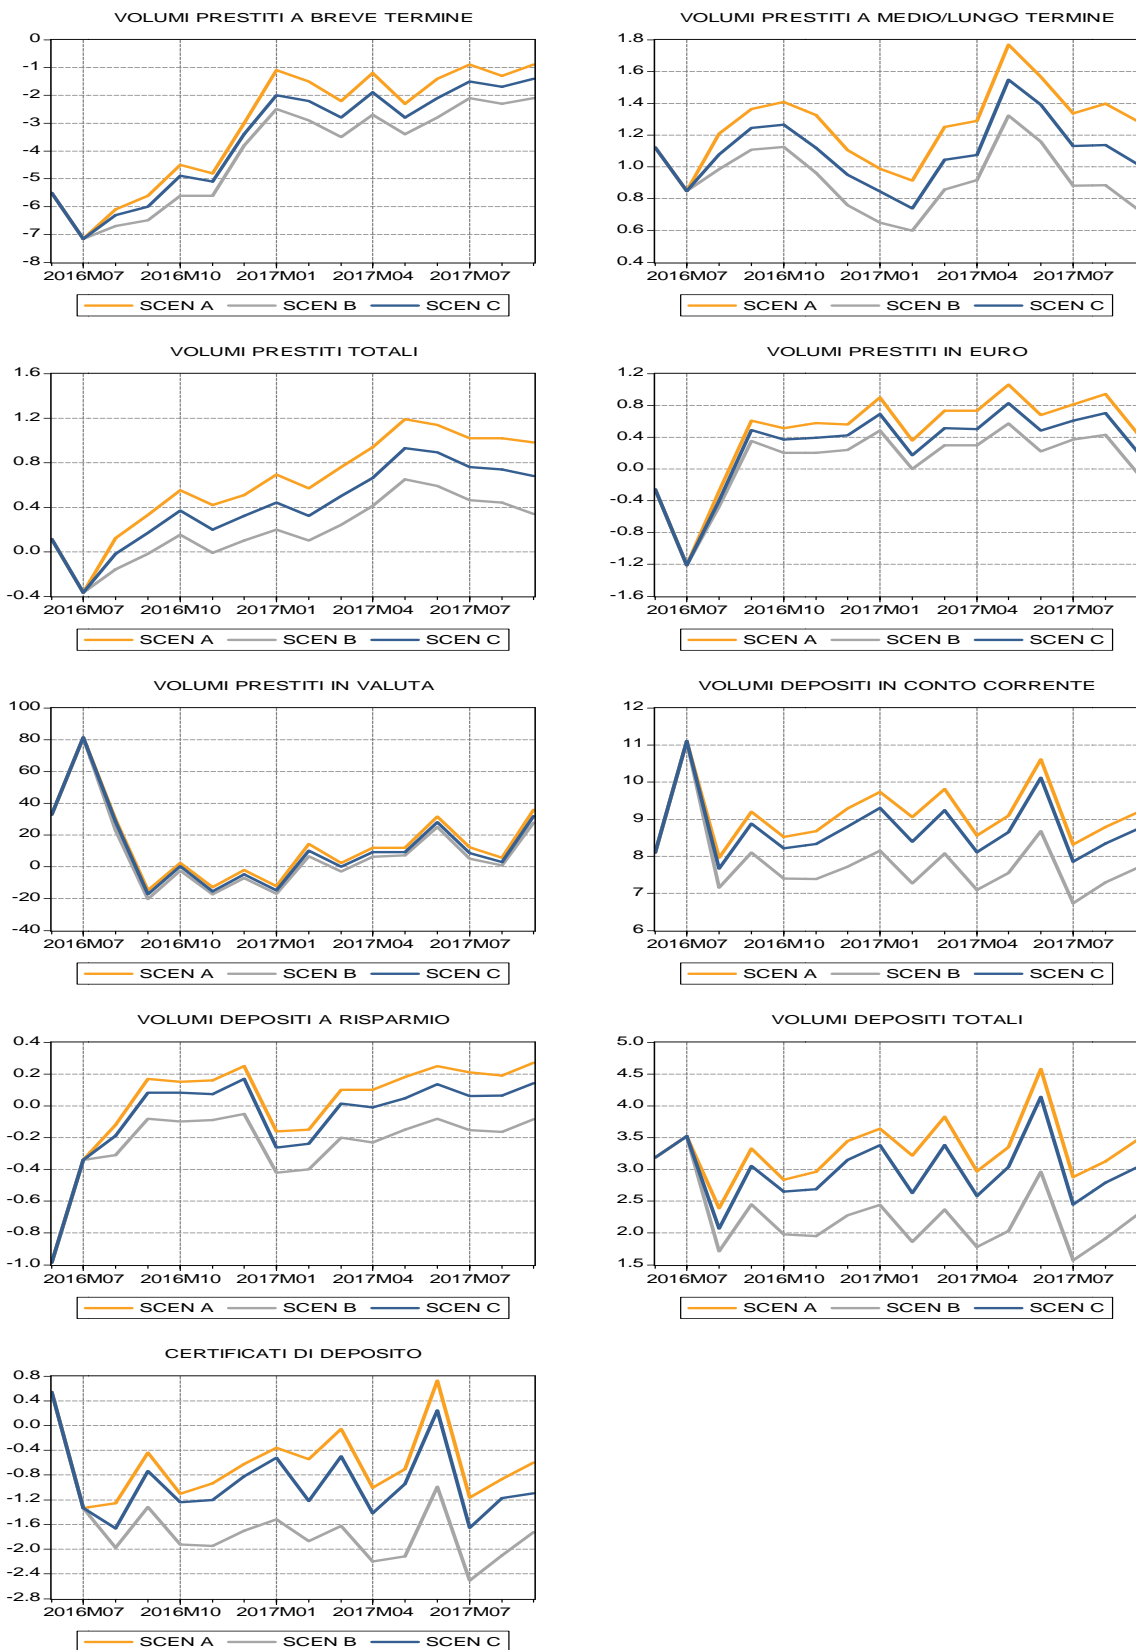 VOLUMI PRESTITI A BREVE TERMINE
0
-1
-2
-3
-4
-5
-6
-7
-8
2016M07 2016M10 2017M01 2017M04 2017M07
SCEN A SCEN B SCEN C
VOLUMI PRESTITI A MEDIO/LUNGO TERMINE
1.8
1.6
1.4
1.2
1.0
0.8
0.6
0.4
2016M07 2016M10 2017M01 2017M04 2017M07
SCEN A SCEN B SCEN C
VOLUMI PRESTITI TOTALI
1.6
1.2
0.8
0.4
0.0
-0.4
2016M07 2016M10 2017M01 2017M04 2017M07
SCEN A SCEN B SCEN C
VOLUMI PRESTITI IN EURO
1.2
0.8
0.4
0.0
-0.4
-0.8
-1.2
-1.6
2016M07 2016M10 2017M01 2017M04 2017M07
SCEN A SCEN B SCEN C
VOLUMI PRESTITI IN VALUTA
100
80
60
40
20
0
-20
-40
2016M07 2016M10 2017M01 2017M04 2017M07
SCEN A SCEN B SCEN C
VOLUMI DEPOSITI IN CONTO CORRENTE
12
11
10
9
8
7
6
2016M07 2016M10 2017M01 2017M04 2017M07
SCEN A SCEN B SCEN C
VOLUMI DEPOSITI A RISPARMIO
0.4
0.2
0.0
-0.2
-0.4
-0.6
-0.8
-1.0
2016M07 2016M10 2017M01 2017M04 2017M07
SCEN A SCEN B SCEN C
VOLUMI DEPOSITI TOTALI
5.0
4.5
4.0
3.5
3.0
2.5
2.0
1.5
2016M07 2016M10 2017M01 2017M04 2017M07
SCEN A SCEN B SCEN C
CERTIFICATI DI DEPOSITO
0.8
0.4
0.0
-0.4
-0.8
-1.2
-1.6
-2.0
-2.4
-2.8
2016M07 2016M10 2017M01 2017M04 2017M07
SCEN A SCEN B SCEN C